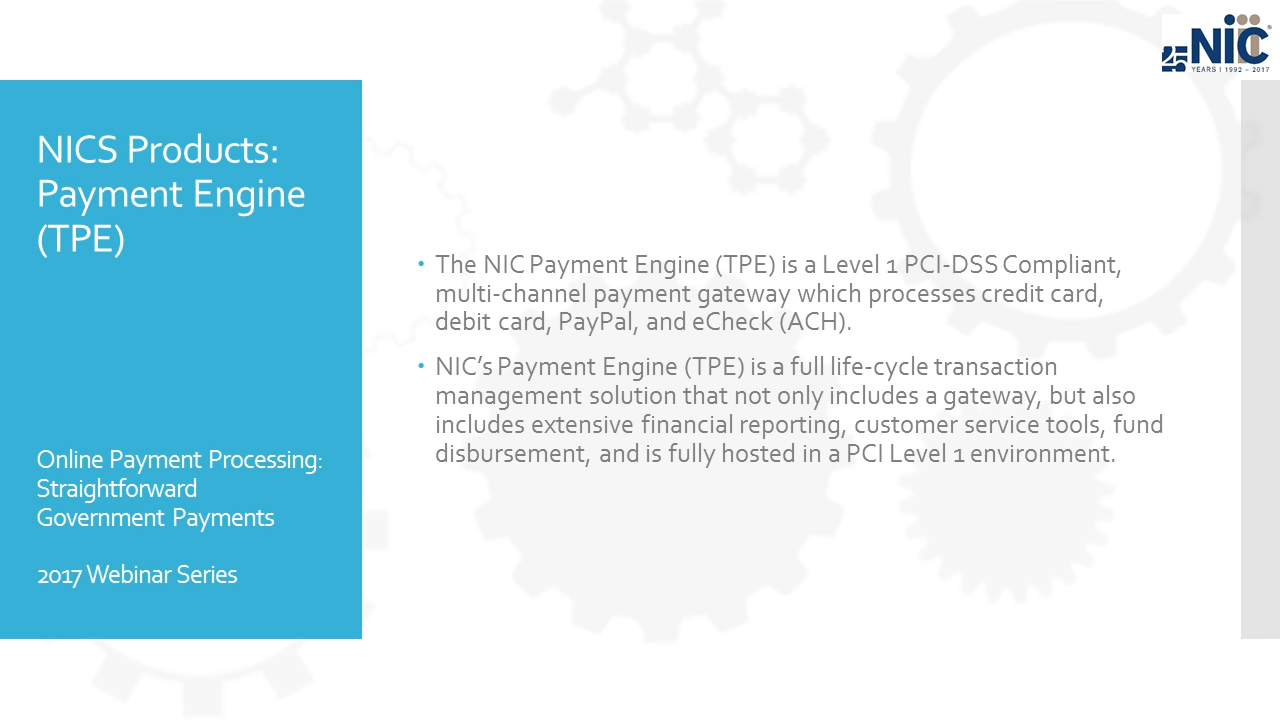 NIC
25 YEARS | 1992 – 2017
NICS Products:
Payment Engine
(TPE)
Online Payment Processing:
Straightforward
Government Payments
2017 Webinar Series
• The NIC Payment Engine (TPE) is a Level 1 PCI-DSS Compliant,
multi-channel payment gateway which processes credit card,
debit card, PayPal, and eCheck (ACH).
• NIC’s Payment Engine (TPE) is a full life-cycle transaction
management solution that not only includes a gateway, but also
includes extensive financial reporting, customer service tools, fund
disbursement, and is fully hosted in a PCI Level 1 environment.